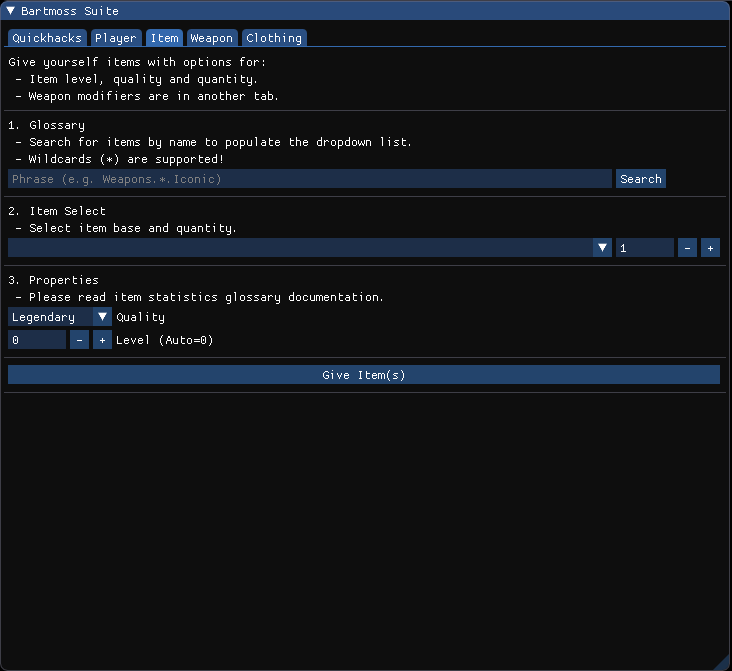 Bartmoss Suite
Quickhacks Player Item Weapon Clothing
Give yourself items with options for:
- Item level, quality and quantity.
- Weapon modifiers are in another tab.
1. Glossary
- Search for items by name to populate the dropdown list.
- Wildcards (*) are supported!
Phrase (e.g. Weapons.*.Iconic) Search
2. Item Select
- Select item base and quantity.
1 - +
3. Properties
- Please read item statistics glossary documentation.
Legendary Quality
0 - + Level (Auto=0)
Give Item(s)